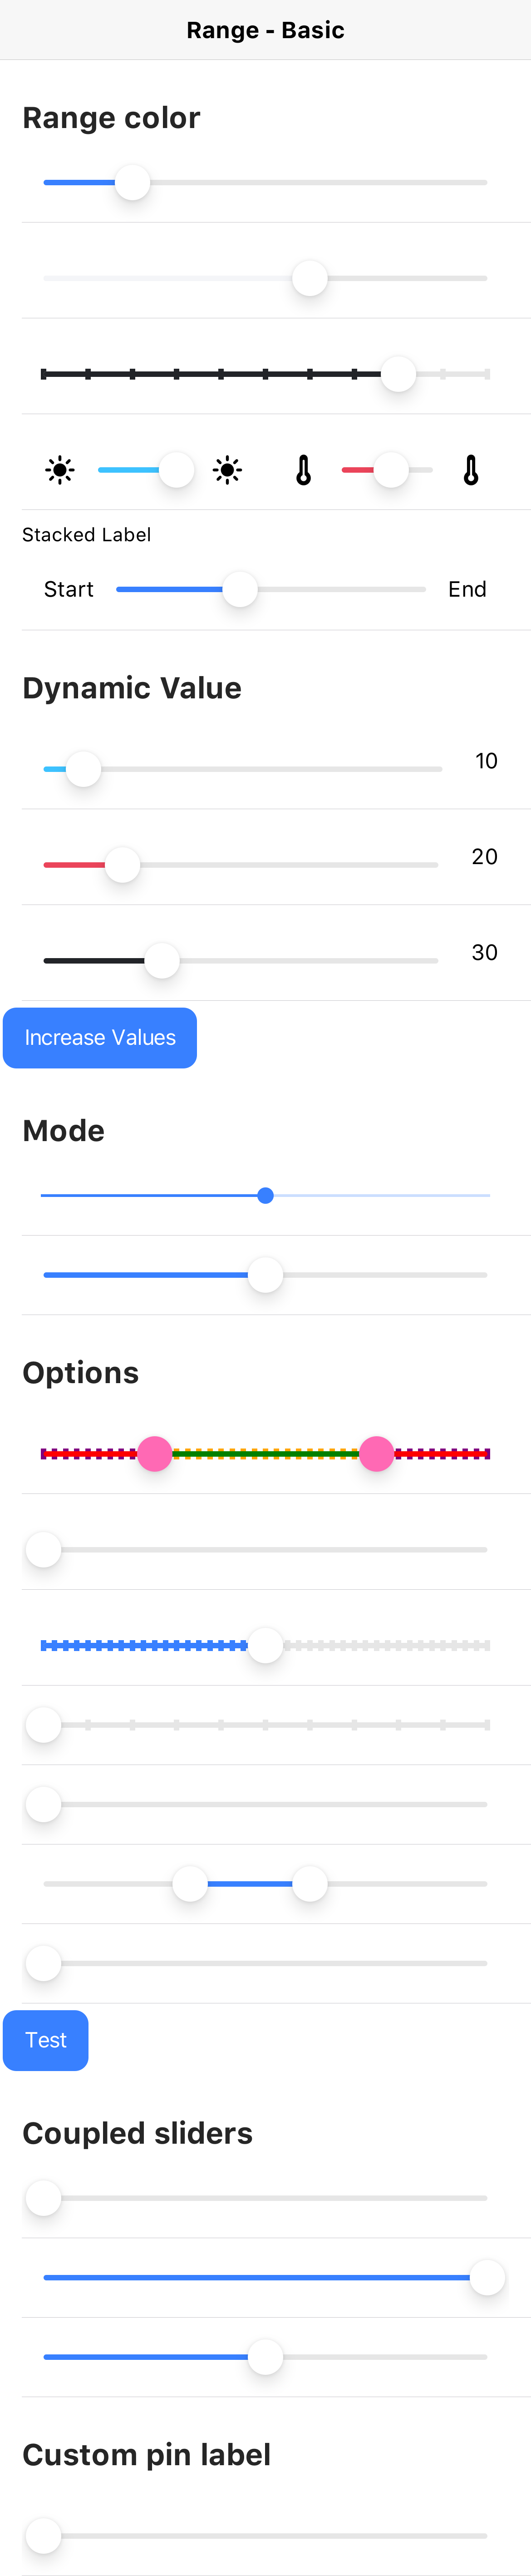 Range - Basic
Range color
Stacked Label
Start End
Dynamic Value
10
20
30
Increase Values
Mode
Options
Test
Coupled sliders
Custom pin label